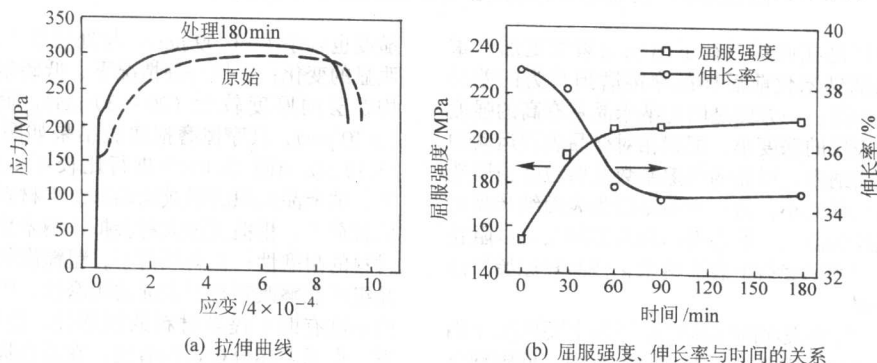 (a)
处理180min
原始
应力/MPa
350
300
250
200
150
100
50
0
0 2 4 6 8 10
应变/4×10⁻⁴
(a) 拉伸曲线
(b)
屈服强度
伸长率
屈服强度/MPa
240
220
200
180
160
140
40
38
36
34
32
伸长率/%
0 30 60 90 120 150 180
时间/min
(b) 屈服强度、伸长率与时间的关系